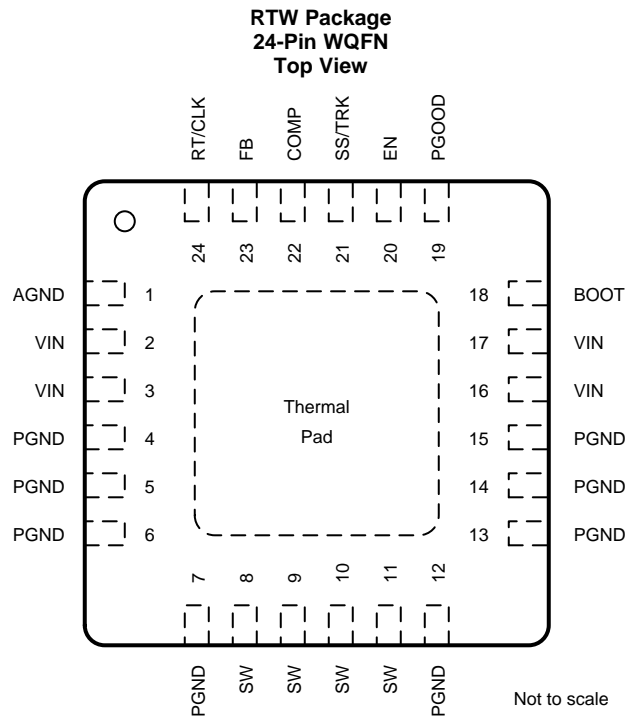 RTW Package
24-Pin WQFN
Top View
RT/CLK
FB
COMP
SS/TRK
EN
PGOOD
24
23
22
21
20
19
AGND 1
VIN 2
VIN 3
PGND 4
PGND 5
PGND 6
Thermal
Pad
18 BOOT
17 VIN
16 VIN
15 PGND
14 PGND
13 PGND
7
8
9
10
11
12
PGND
SW
SW
SW
SW
PGND
Not to scale